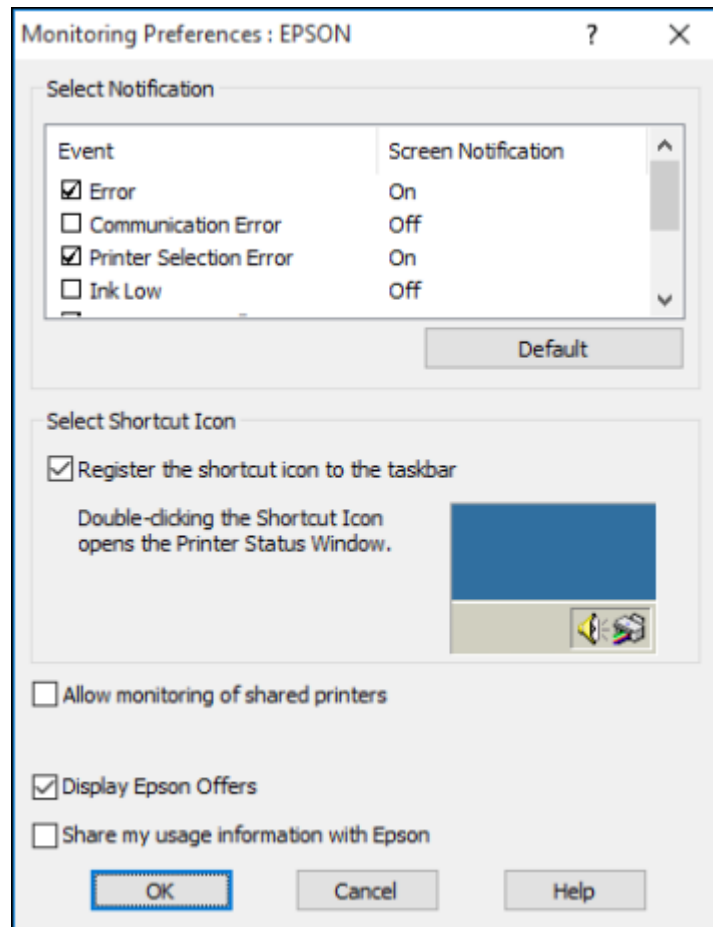 Monitoring Preferences : EPSON
Select Notification
Event Screen Notification
Error On
Communication Error Off
Printer Selection Error On
Ink Low Off
Default
Select Shortcut Icon
Register the shortcut icon to the taskbar
Double-clicking the Shortcut Icon
opens the Printer Status Window.
Allow monitoring of shared printers
Display Epson Offers
Share my usage information with Epson
OK Cancel Help